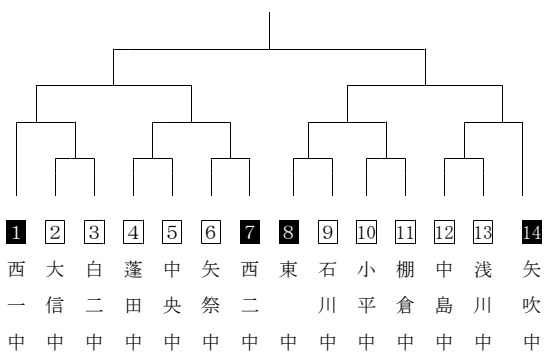 1 西一中
2 大信中
3 白二中
4 蓬田中
5 中央中
6 矢祭中
7 西二中
8 東中
9 石川中
10 小平中
11 棚倉中
12 中島中
13 浅川中
14 矢吹中